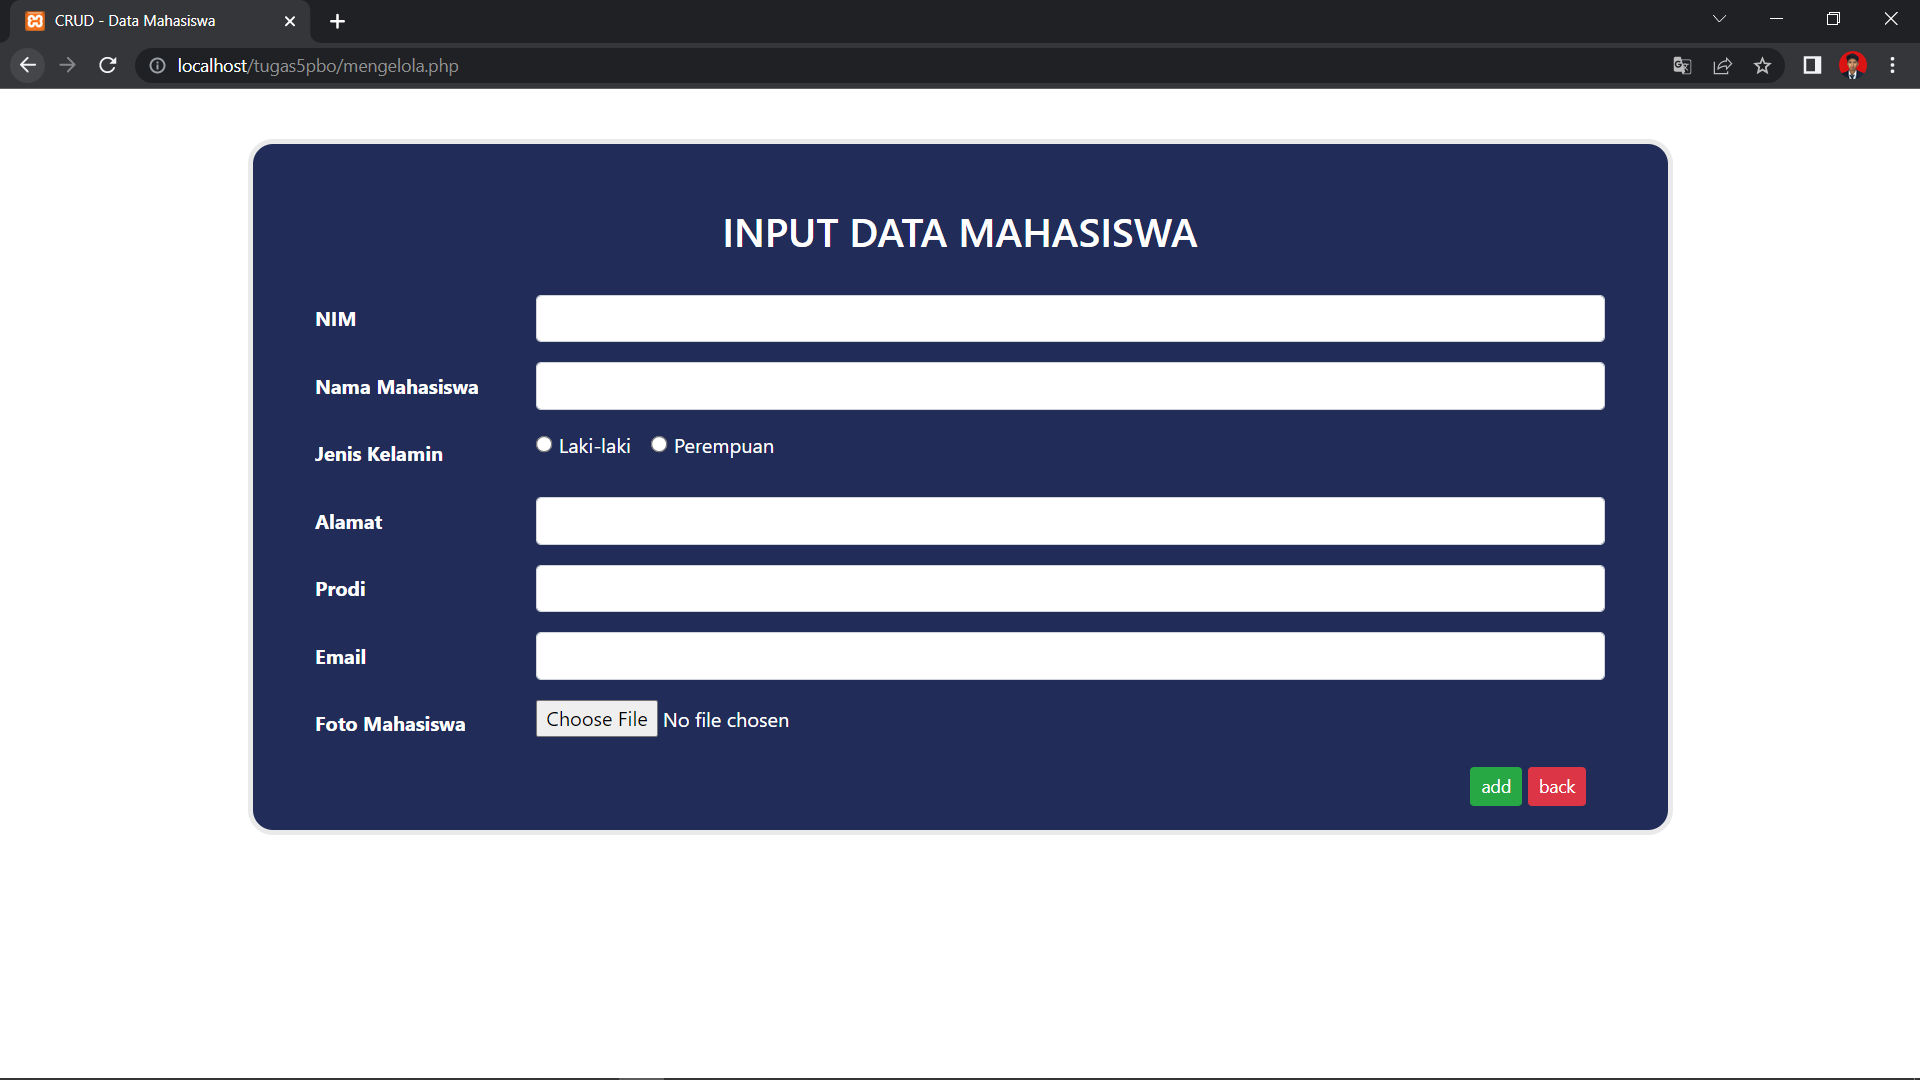 CRUD - Data Mahasiswa
localhost/tugas5pbo/mengelola.php
INPUT DATA MAHASISWA
NIM
Nama Mahasiswa
Jenis Kelamin Laki-laki Perempuan
Alamat
Prodi
Email
Foto Mahasiswa Choose File No file chosen
add back